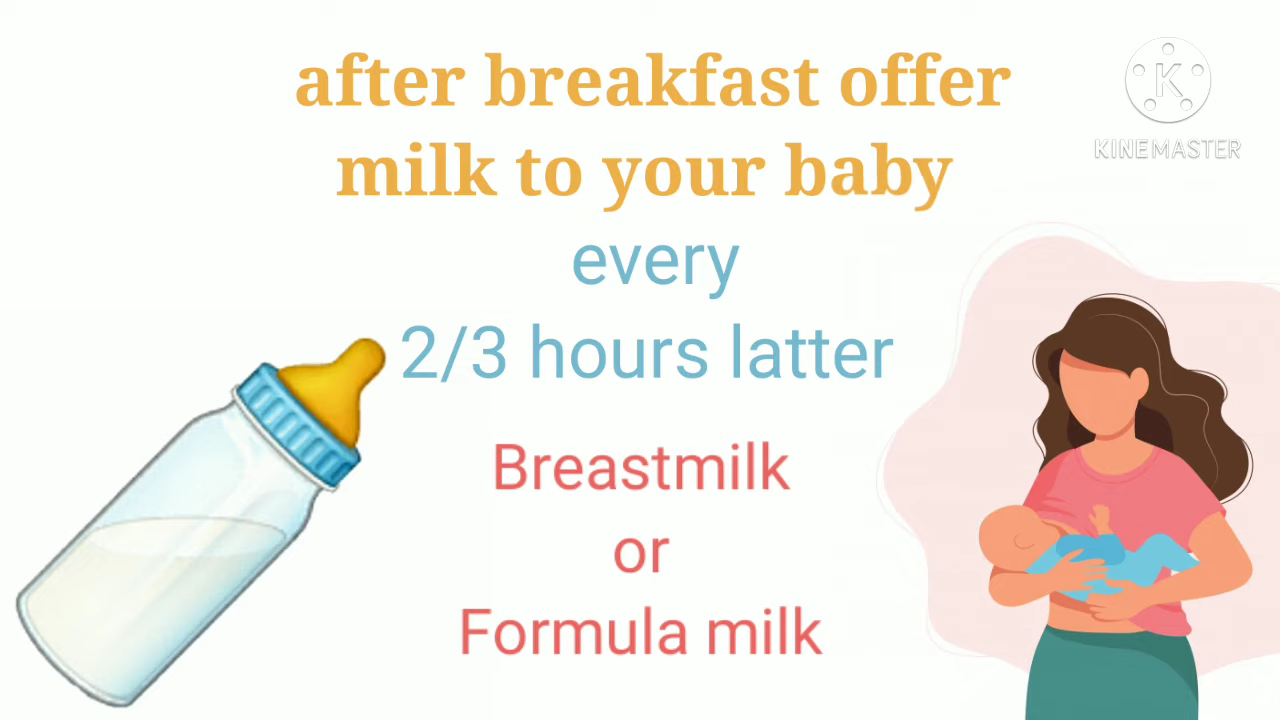 after breakfast offer
milk to your baby
every
2/3 hours latter
Breastmilk
or
Formula milk
K
KINEMASTER